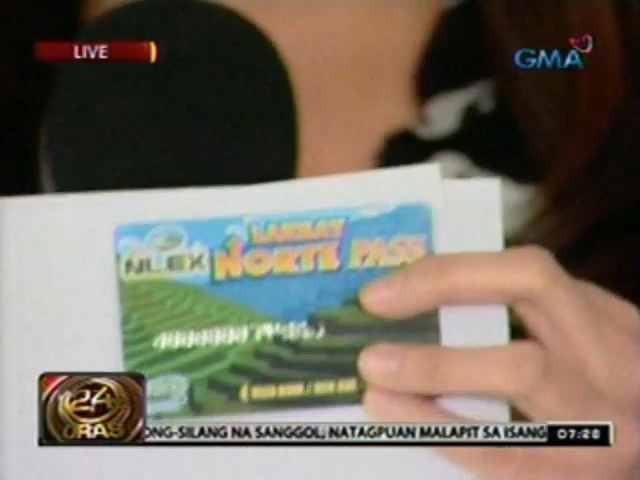 LIVE
GMA
NLEX
LAKBAY
NORTE PASS
24
ORAS
ONG-SILANG NA SANGGOL, NATAGPUAN MALAPIT SA ISANG
07:28